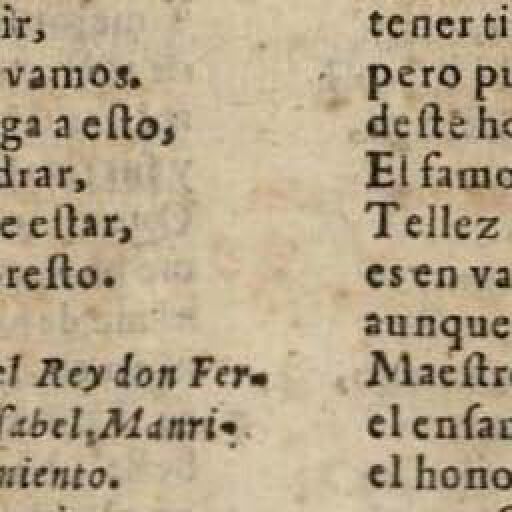 ir,
vamos.
ga a eſto,
drar,
e eſtar,
reſto.
el Rey don Fer-
ſabel, Manri-
miento.
tener ti
pero pu
deſte ho
El famo
Tellez
es en va
aunque
Maeſtr
el enſan
el hono